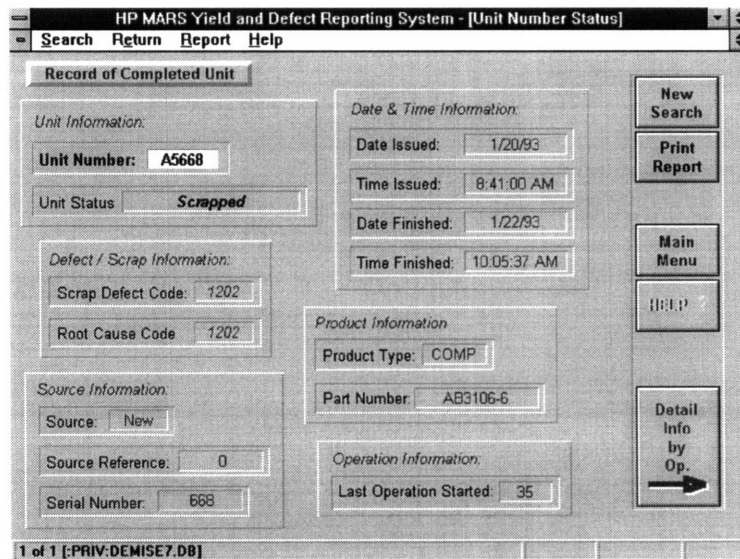 HP MARS Yield and Defect Reporting System - [Unit Number Status]
Search Return Report Help
Record of Completed Unit
Unit Information:
Unit Number: A5668
Unit Status Scrapped
Defect / Scrap Information:
Scrap Defect Code: 1202
Root Cause Code 1202
Source Information:
Source: New
Source Reference: 0
Serial Number: 668
Date & Time Information:
Date Issued: 1/20/93
Time Issued: 8:41:00 AM
Date Finished: 1/22/93
Time Finished: 10:05:37 AM
Product Information
Product Type: COMP
Part Number: AB3106-6
Operation Information:
Last Operation Started: 35
New
Search
Print
Report
Main
Menu
HELP ?
Detail
Info
by
Op.
1 of 1 [:PRIV:DEMISE7.DB]